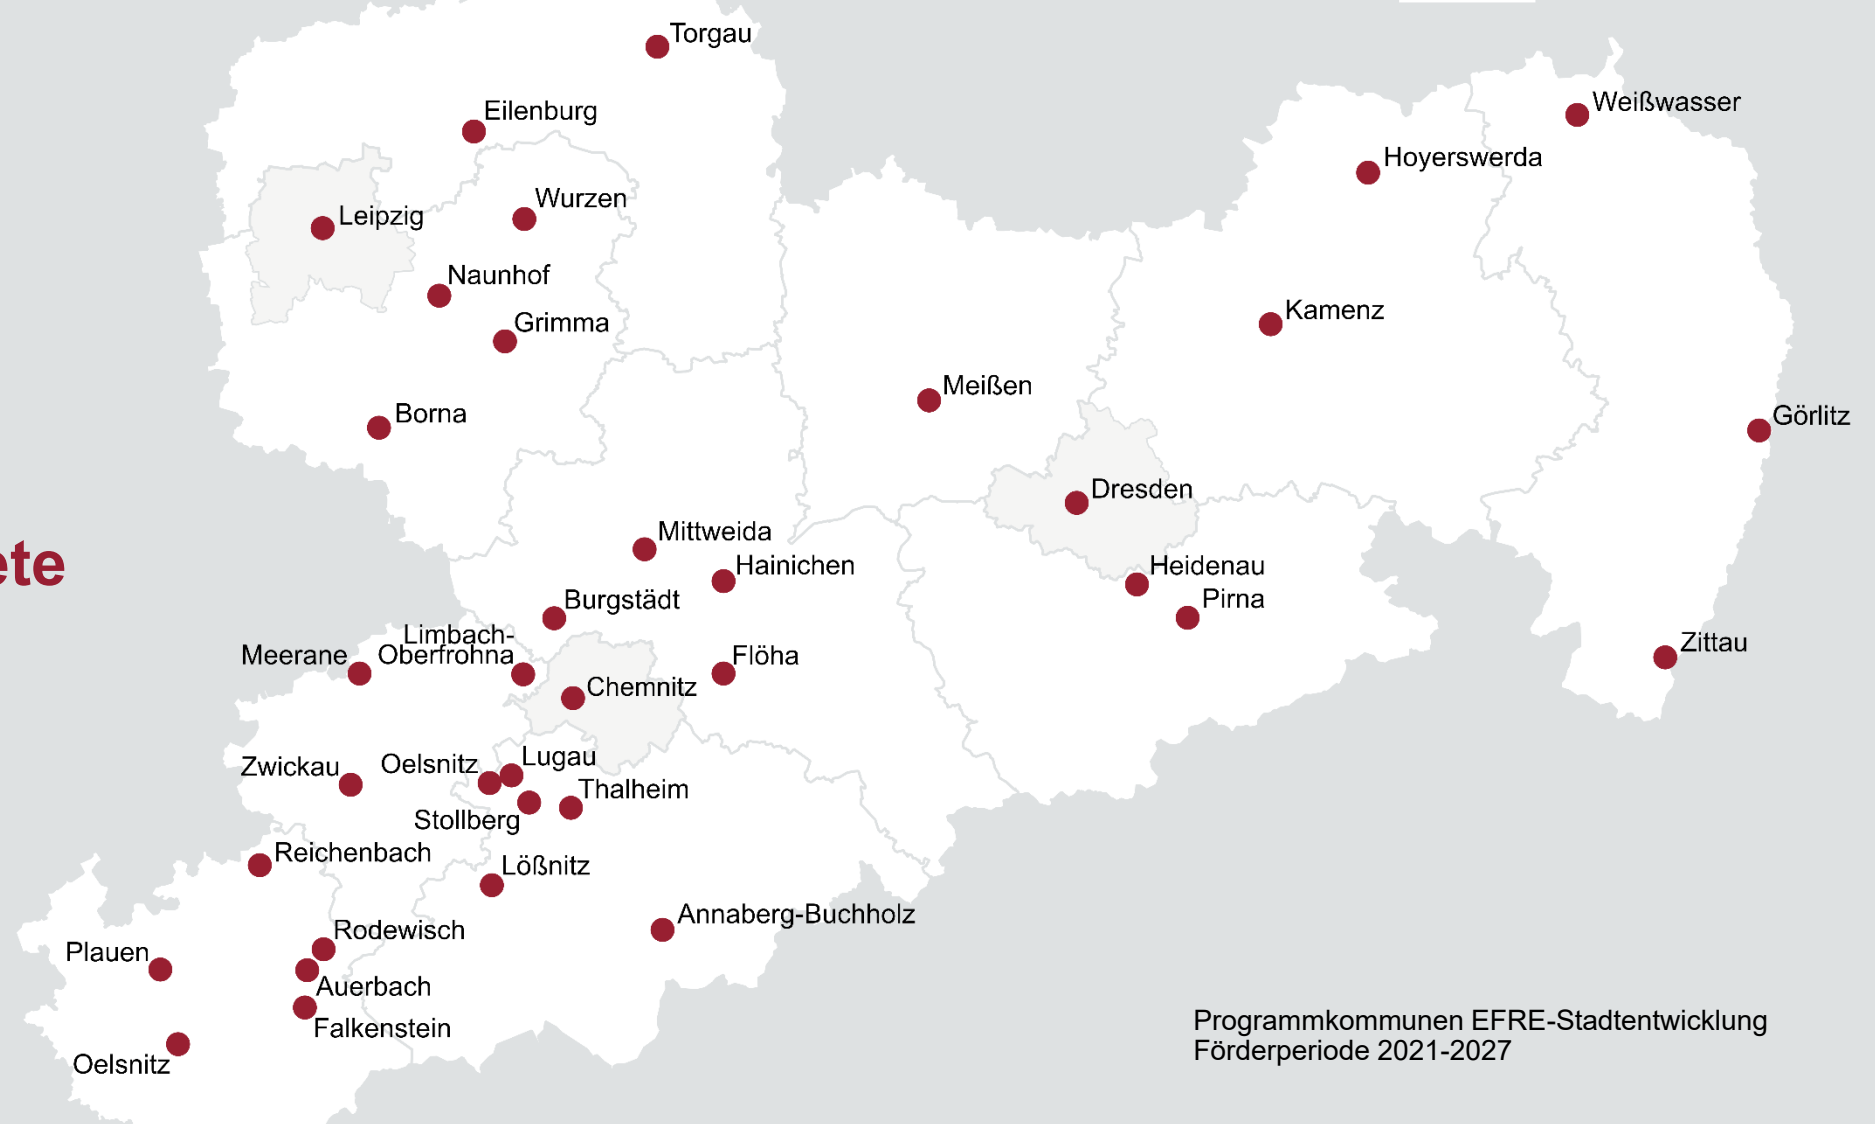 Torgau
Weißwasser
Eilenburg
Hoyerswerda
Wurzen
Leipzig
Naunhof
Kamenz
Grimma
Meißen
Borna
Görlitz
Dresden
Mittweida
Hainichen
Heidenau
ete
Burgstädt
Pirna
Limbach-
Oberfrohna
Meerane
Flöha
Zittau
Chemnitz
Lugau
Oelsnitz
Zwickau
Thalheim
Stollberg
Reichenbach
Lößnitz
Annaberg-Buchholz
Rodewisch
Plauen
Auerbach
Falkenstein
Oelsnitz
Programmkommunen EFRE-Stadtentwicklung
Förderperiode 2021-2027